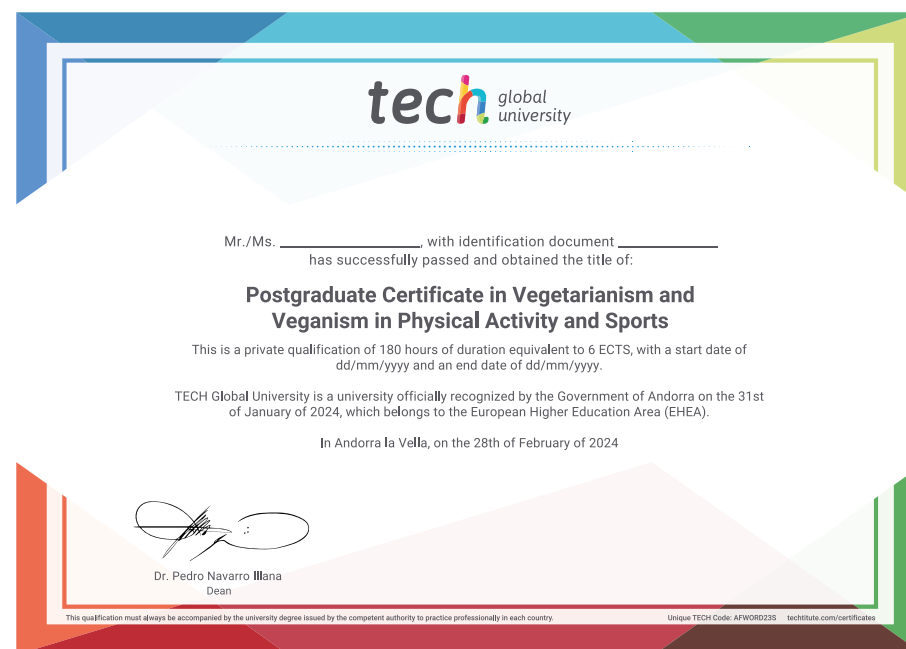 tech global university
Mr./Ms. ____________________, with identification document ______________
has successfully passed and obtained the title of:
Postgraduate Certificate in Vegetarianism and
Veganism in Physical Activity and Sports
This is a private qualification of 180 hours of duration equivalent to 6 ECTS, with a start date of
dd/mm/yyyy and an end date of dd/mm/yyyy.
TECH Global University is a university officially recognized by the Government of Andorra on the 31st
of January of 2024, which belongs to the European Higher Education Area (EHEA).
In Andorra la Vella, on the 28th of February of 2024
Dr. Pedro Navarro Illana
Dean
This qualification must always be accompanied by the university degree issued by the competent authority to practice professionally in each country.
Unique TECH Code: AFWORD23S techtitute.com/certificates